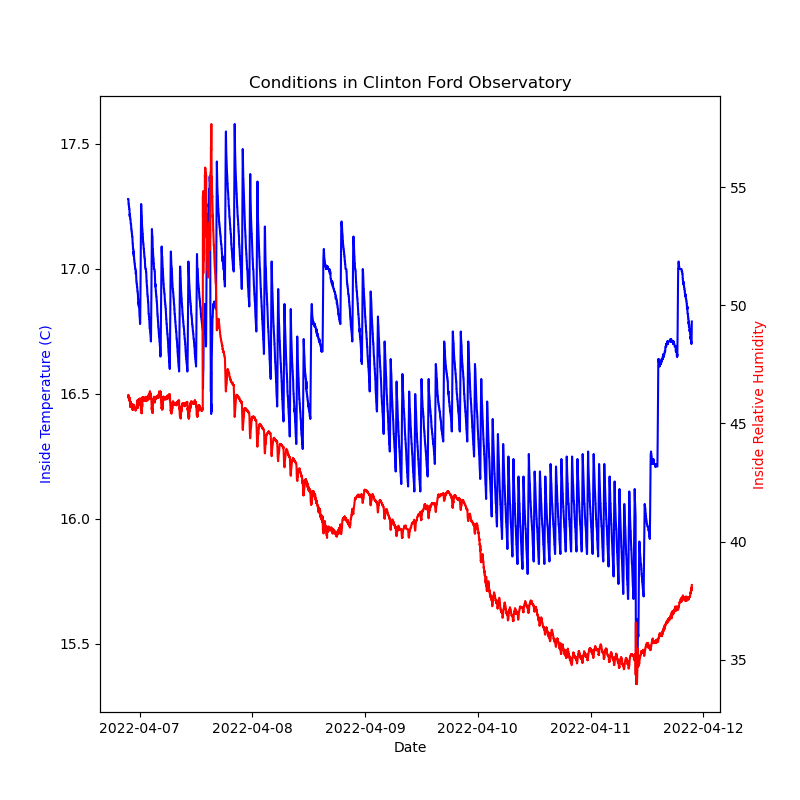 Conditions in Clinton Ford Observatory
17.5
17.0
16.5
16.0
15.5
Inside Temperature (C)
55
50
45
40
35
Inside Relative Humidity
2022-04-07 2022-04-08 2022-04-09 2022-04-10 2022-04-11 2022-04-12
Date